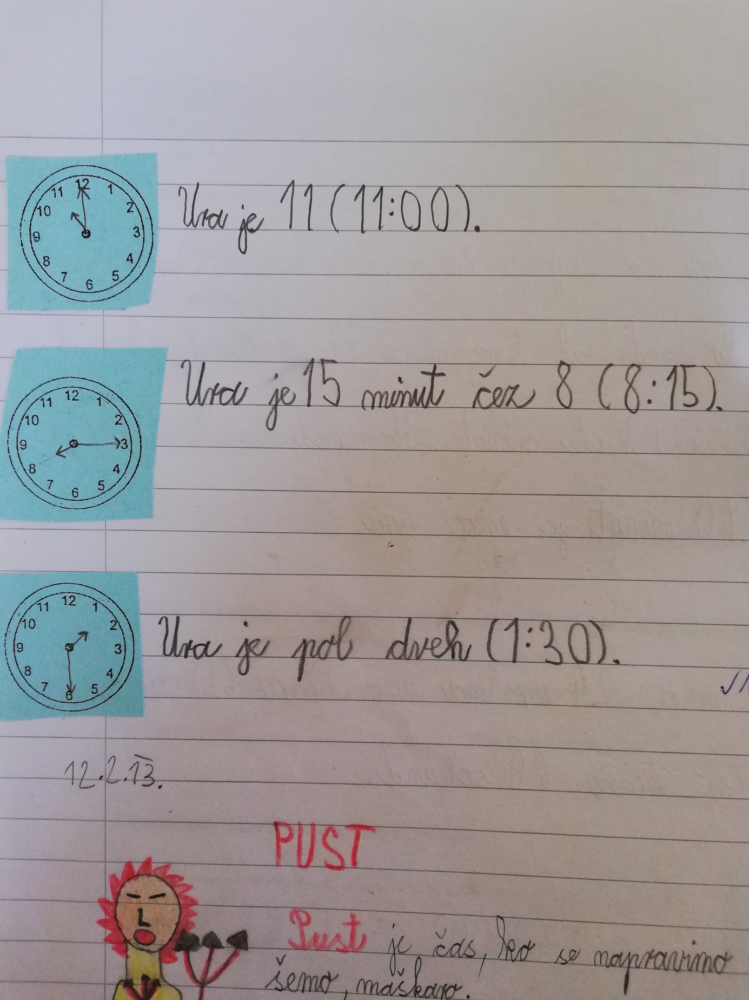 12
11 1
10 2
9 3
8 4
7 6 5
Ura je 11 (11:00).
12
11 1
10 2
9 3
8 4
7 6 5
Ura je 15 minut čez 8 (8:15).
12
11 1
10 2
9 3
8 4
7 6 5
Ura je pol dveh (1:30).
12.2.13.
PUST
Pust je čas, ko se napravimo
šemo, maškaro.